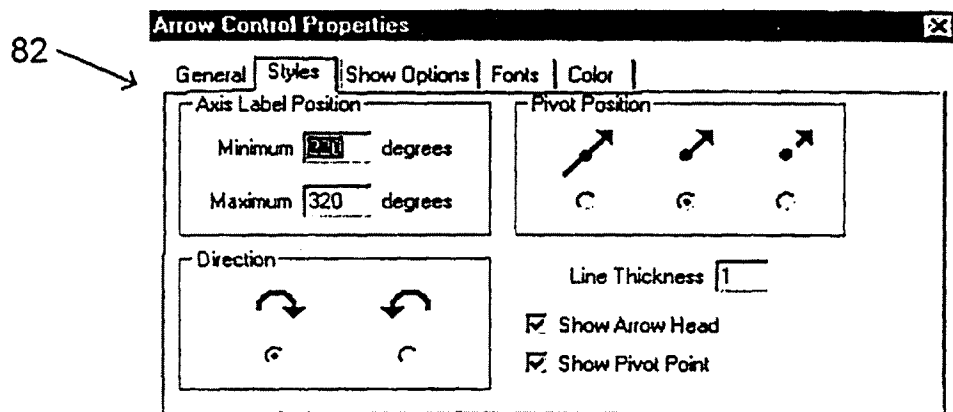 Arrow Control Properties
82
General Styles Show Options Fonts Color
Axis Label Position
Minimum degrees
Maximum 320 degrees
Pivot Position
Direction
Line Thickness 1
Show Arrow Head
Show Pivot Point